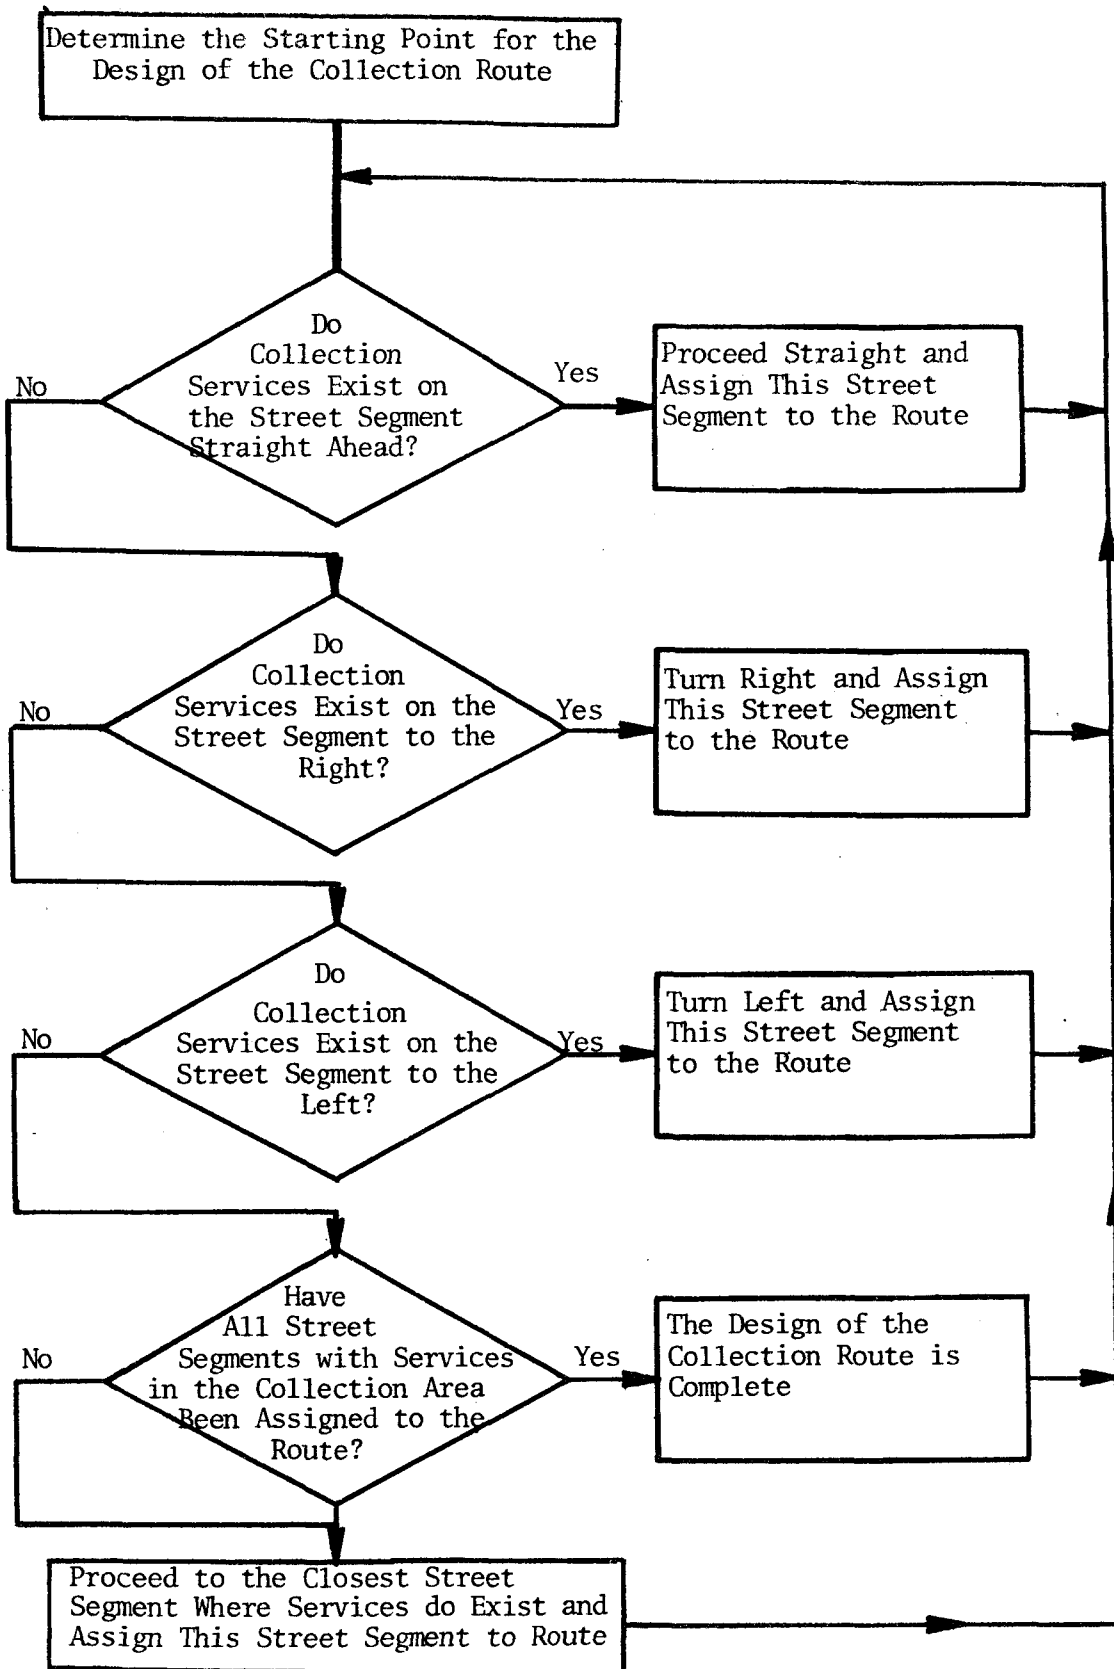 Determine the Starting Point for the
Design of the Collection Route
Do
Collection
Services Exist on
the Street Segment
Straight Ahead?
No
Yes
Proceed Straight and
Assign This Street
Segment to the Route
Do
Collection
Services Exist on the
Street Segment to the
Right?
No
Yes
Turn Right and Assign
This Street Segment
to the Route
Do
Collection
Services Exist on the
Street Segment to the
Left?
No
Yes
Turn Left and Assign
This Street Segment
to the Route
Have
All Street
Segments with Services
in the Collection Area
Been Assigned to the
Route?
No
Yes
The Design of the
Collection Route is
Complete
Proceed to the Closest Street
Segment Where Services do Exist and
Assign This Street Segment to Route